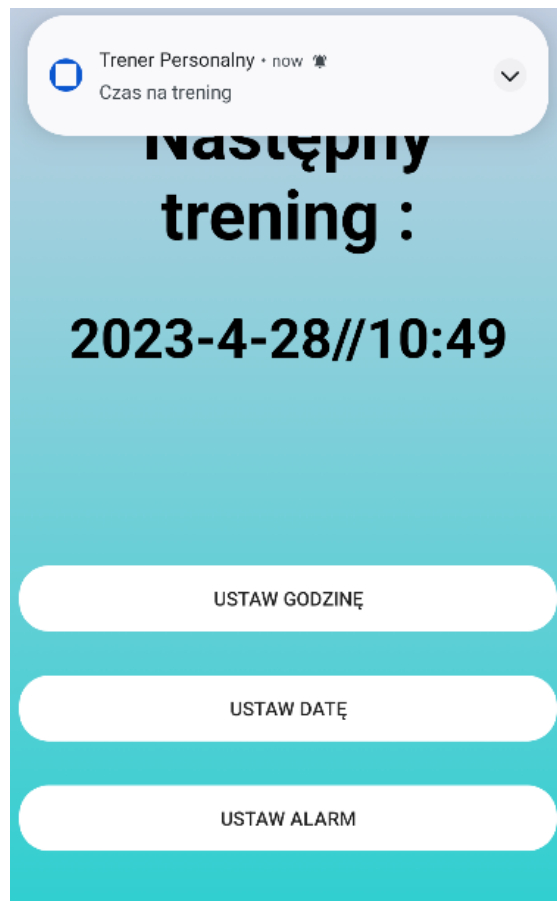 Trener Personalny • now
Czas na trening
Następny
trening :
2023-4-28//10:49
USTAW GODZINĘ
USTAW DATĘ
USTAW ALARM